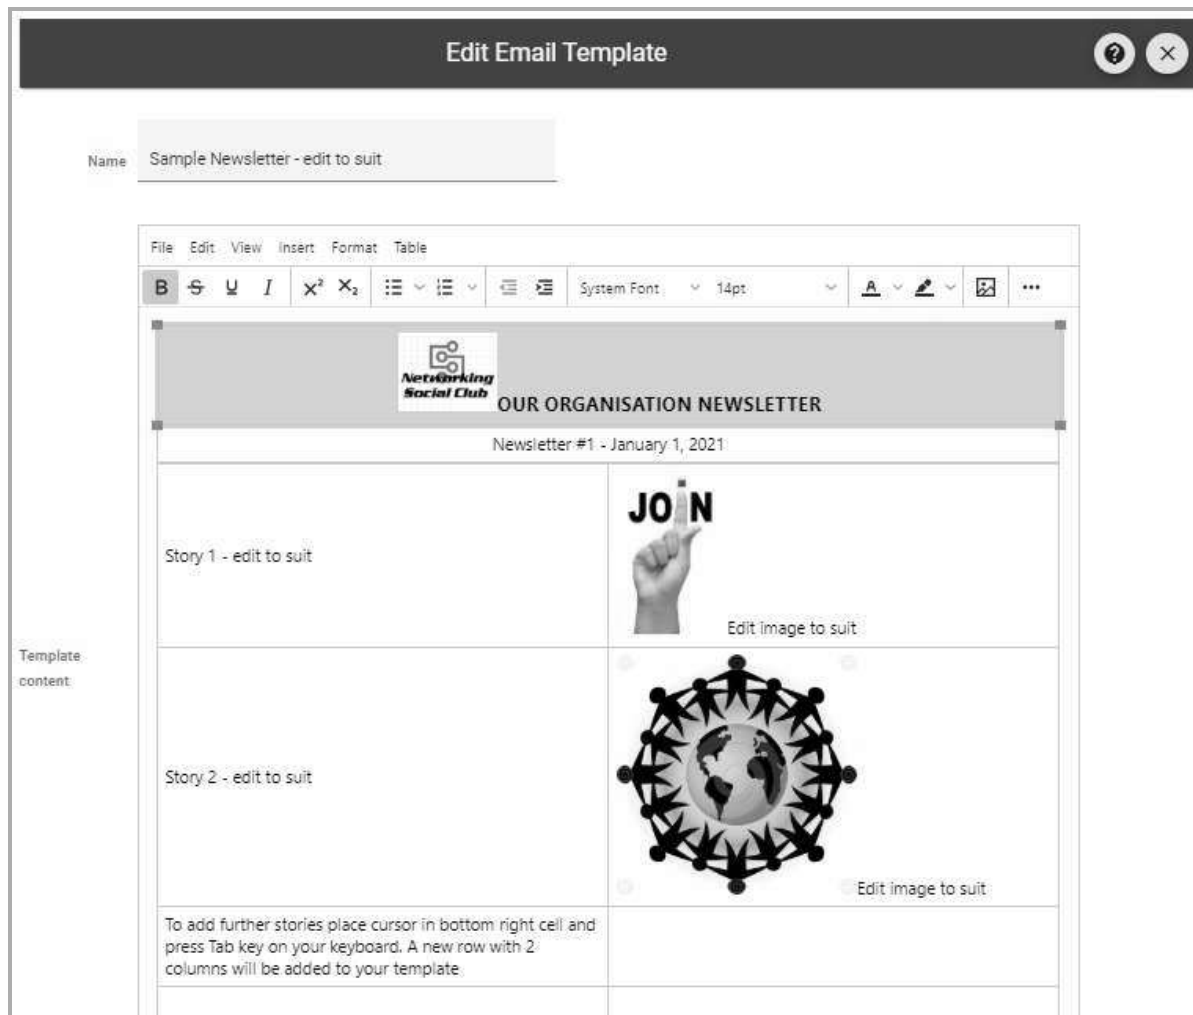 Edit Email Template
Name
Sample Newsletter - edit to suit
File Edit View Insert Format Table
B S U I X² X₂ System Font 14pt A
Networking
Social Club
OUR ORGANISATION NEWSLETTER
Newsletter #1 - January 1, 2021
JOIN
Story 1 - edit to suit
Edit image to suit
Template
content
Story 2 - edit to suit
Edit image to suit
To add further stories place cursor in bottom right cell and
press Tab key on your keyboard. A new row with 2
columns will be added to your template